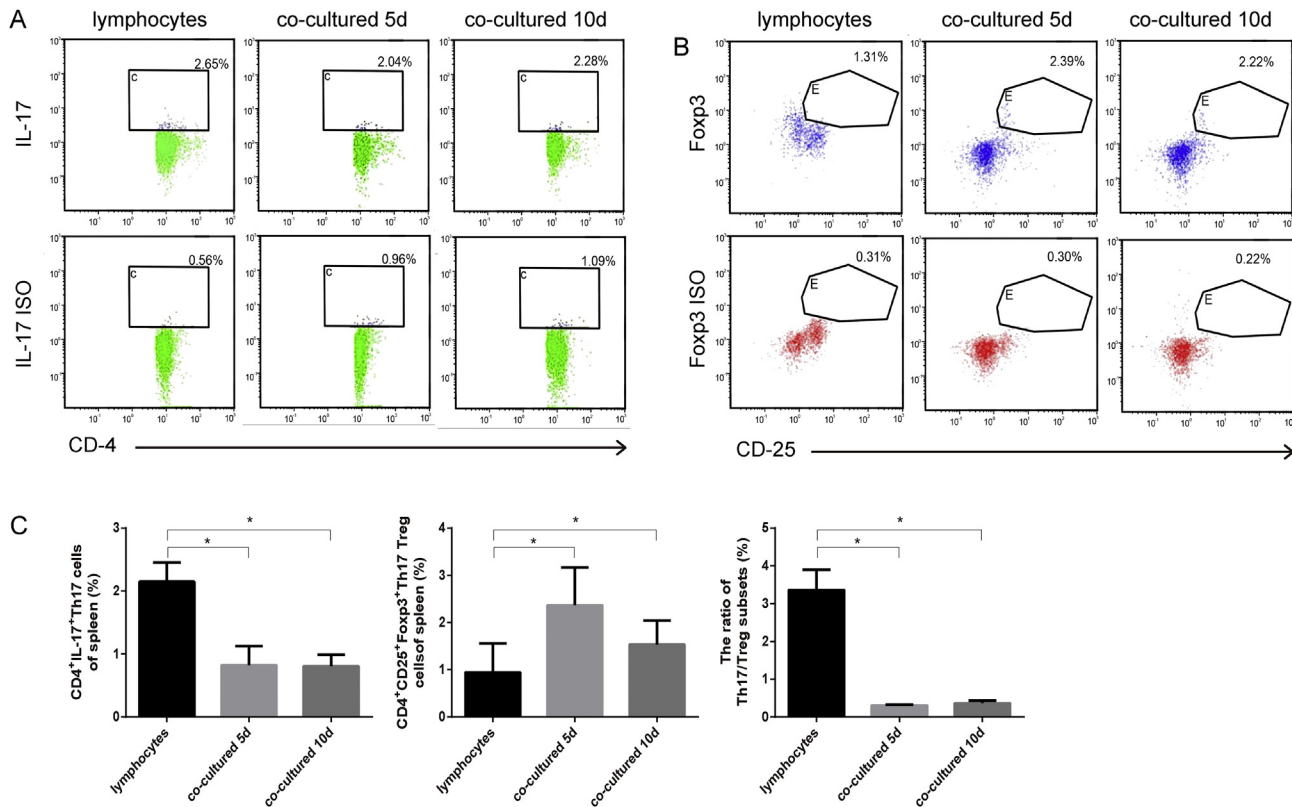 A
lymphocytes
co-cultured 5d
co-cultured 10d
IL-17
C
2.65%
C
2.04%
C
2.28%
IL-17 ISO
C
0.56%
C
0.96%
C
1.09%
CD-4
B
lymphocytes
co-cultured 5d
co-cultured 10d
Foxp3
E
1.31%
E
2.39%
E
2.22%
Foxp3 ISO
E
0.31%
E
0.30%
E
0.22%
CD-25
C
CD4+IL-17+Th17 cells
of spleen (%)
3
2
1
0
*
*
lymphocytes
co-cultured 5d
co-cultured 10d
CD4+CD25+Foxp3+Th17 Treg
cellsof spleen (%)
4
3
2
1
0
*
*
lymphocytes
co-cultured 5d
co-cultured 10d
The ratio of
Th17/Treg subsets (%)
5
4
3
2
1
0
*
*
lymphocytes
co-cultured 5d
co-cultured 10d